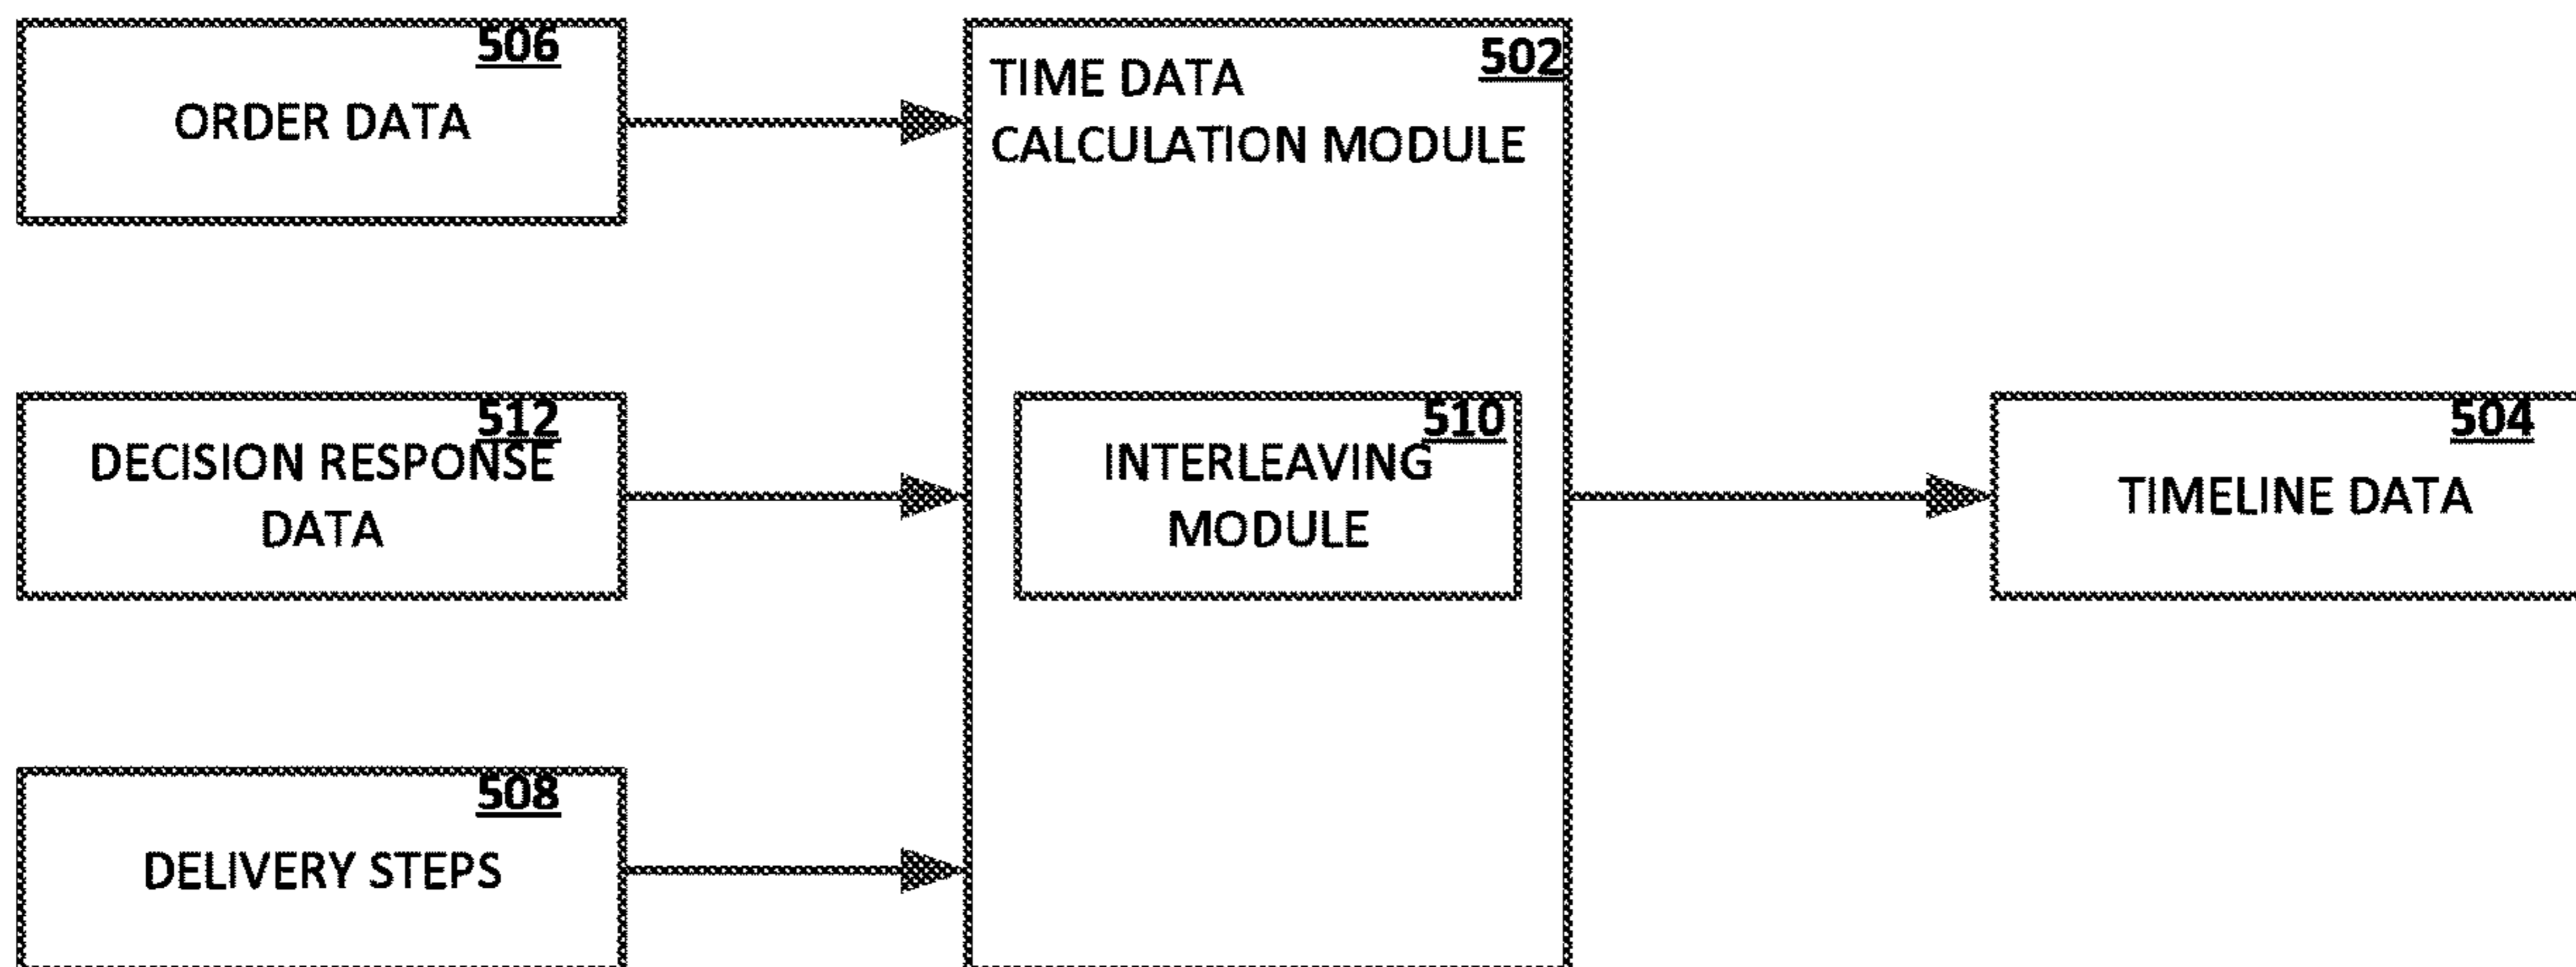 506
ORDER DATA
502
TIME DATA
CALCULATION MODULE
512
DECISION RESPONSE
DATA
510
INTERLEAVING
MODULE
504
TIMELINE DATA
508
DELIVERY STEPS